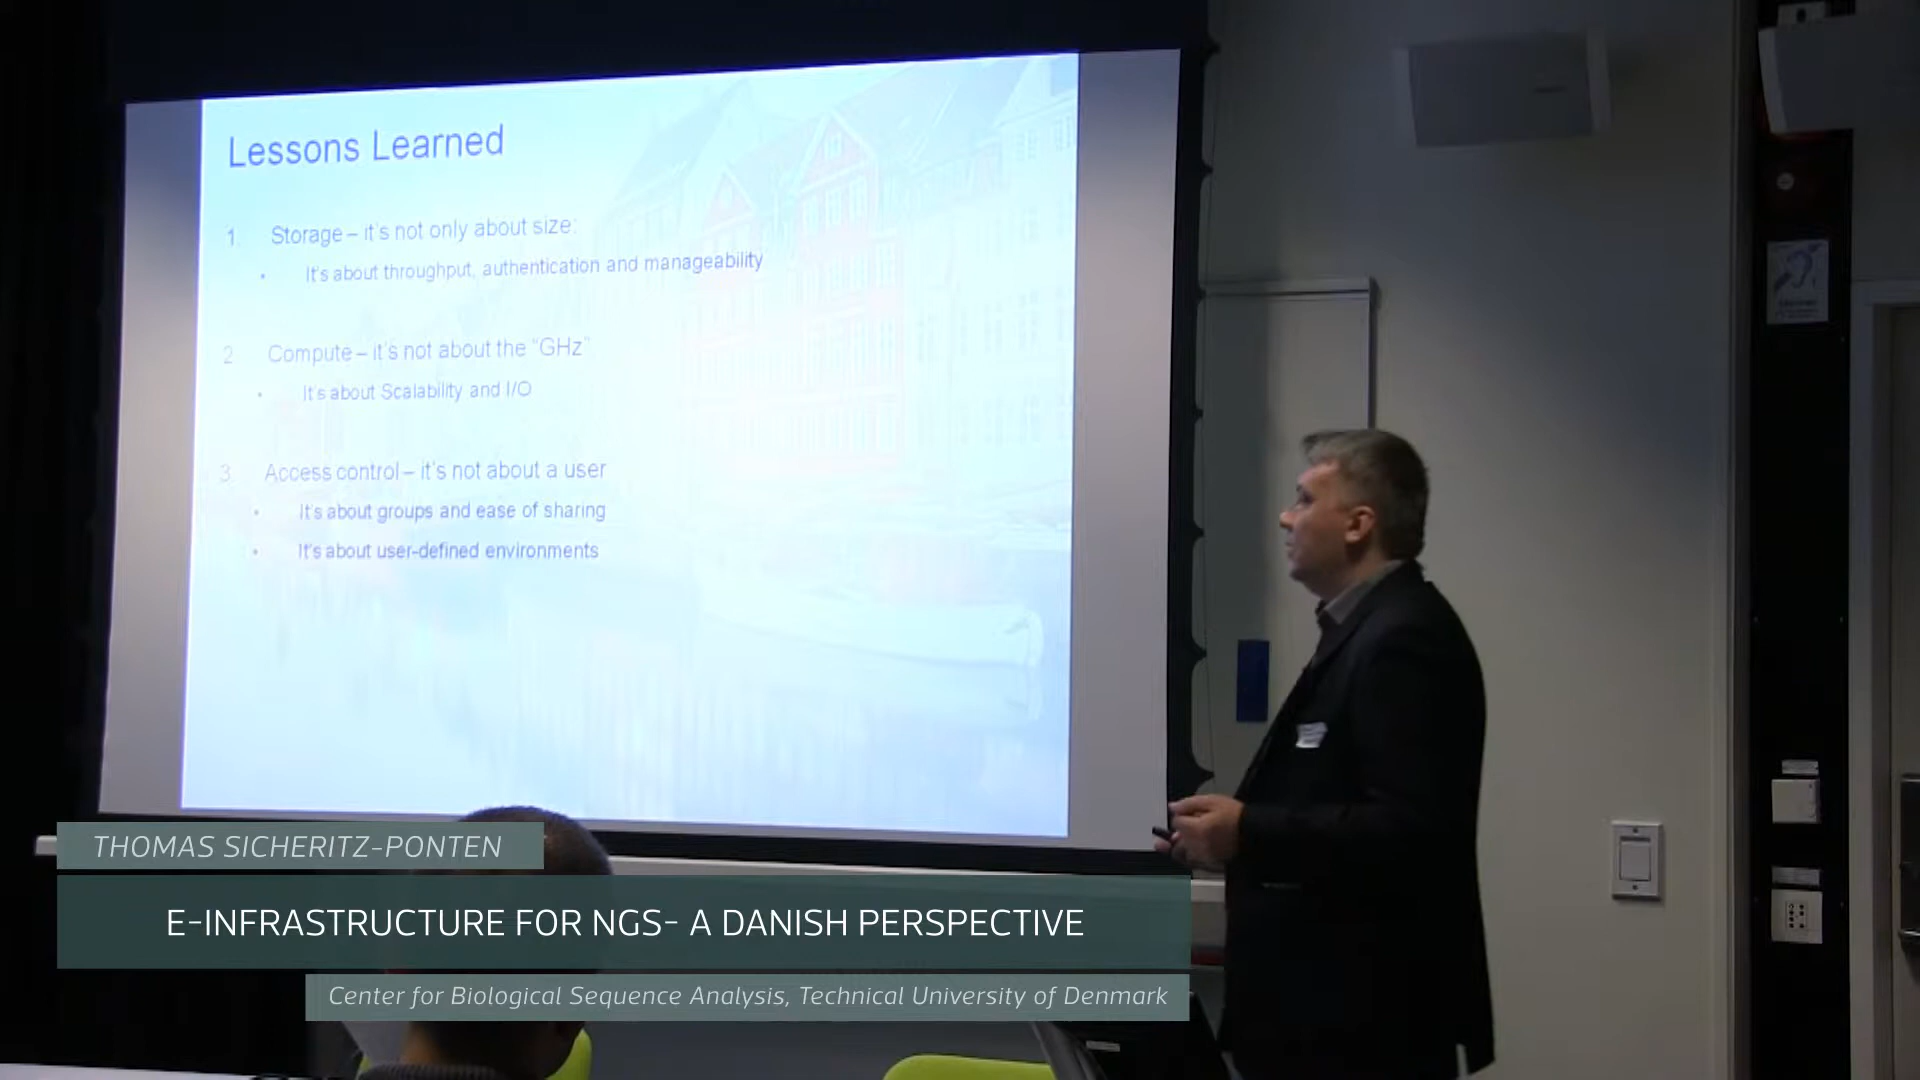 Lessons Learned
1. Storage – it's not only about size:
• It's about throughput, authentication and manageability
2. Compute – it's not about the "GHz"
• It's about Scalability and I/O
3. Access control – it's not about a user
• It's about groups and ease of sharing
• It's about user-defined environments
THOMAS SICHERITZ-PONTEN
E-INFRASTRUCTURE FOR NGS- A DANISH PERSPECTIVE
Center for Biological Sequence Analysis, Technical University of Denmark